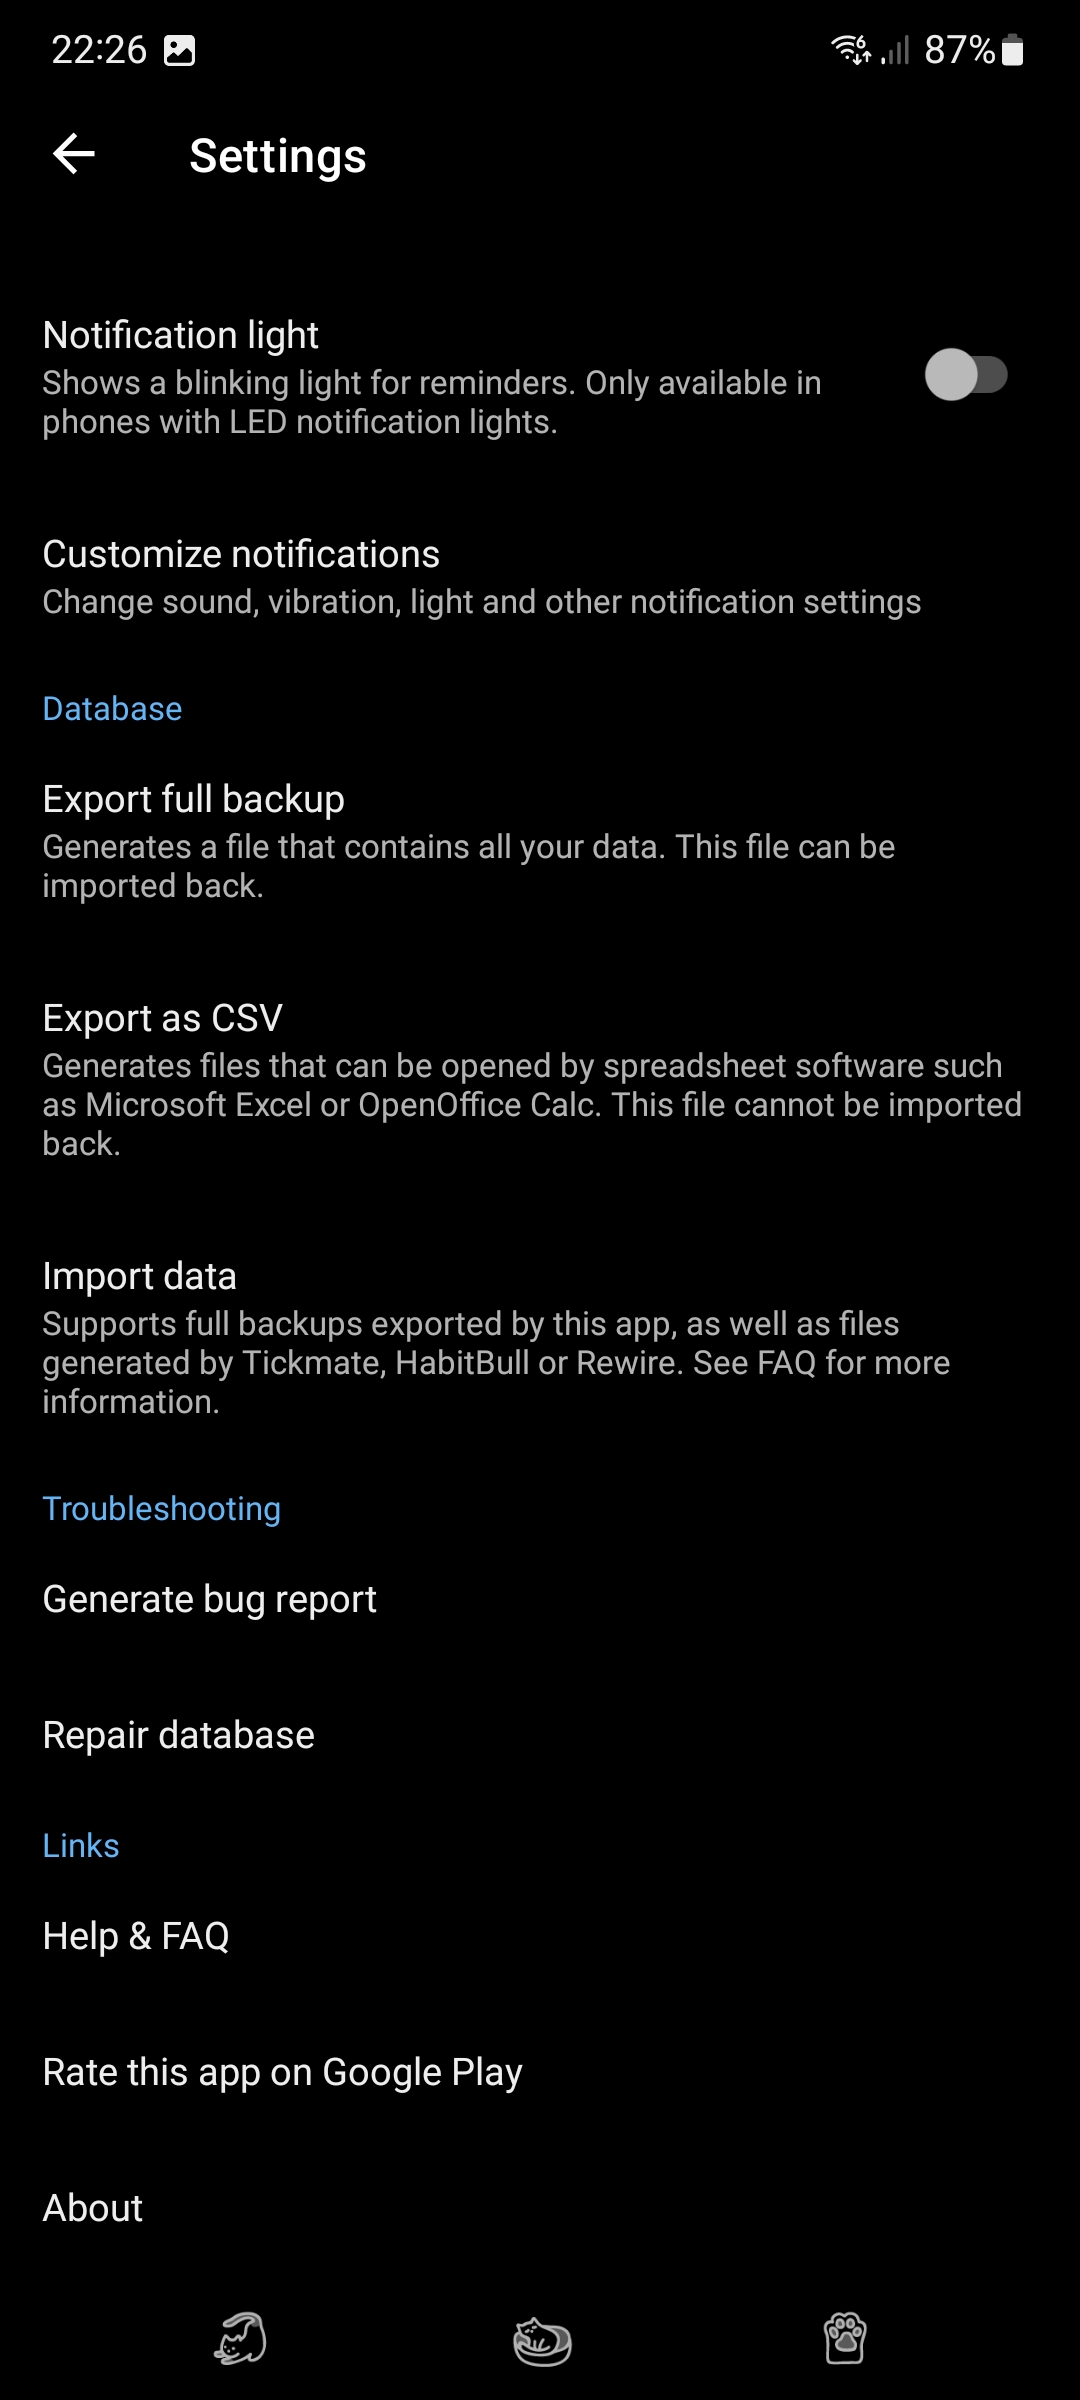 22:26
6
87%
Settings
Notification light
Shows a blinking light for reminders. Only available in
phones with LED notification lights.
Customize notifications
Change sound, vibration, light and other notification settings
Database
Export full backup
Generates a file that contains all your data. This file can be
imported back.
Export as CSV
Generates files that can be opened by spreadsheet software such
as Microsoft Excel or OpenOffice Calc. This file cannot be imported
back.
Import data
Supports full backups exported by this app, as well as files
generated by Tickmate, HabitBull or Rewire. See FAQ for more
information.
Troubleshooting
Generate bug report
Repair database
Links
Help & FAQ
Rate this app on Google Play
About